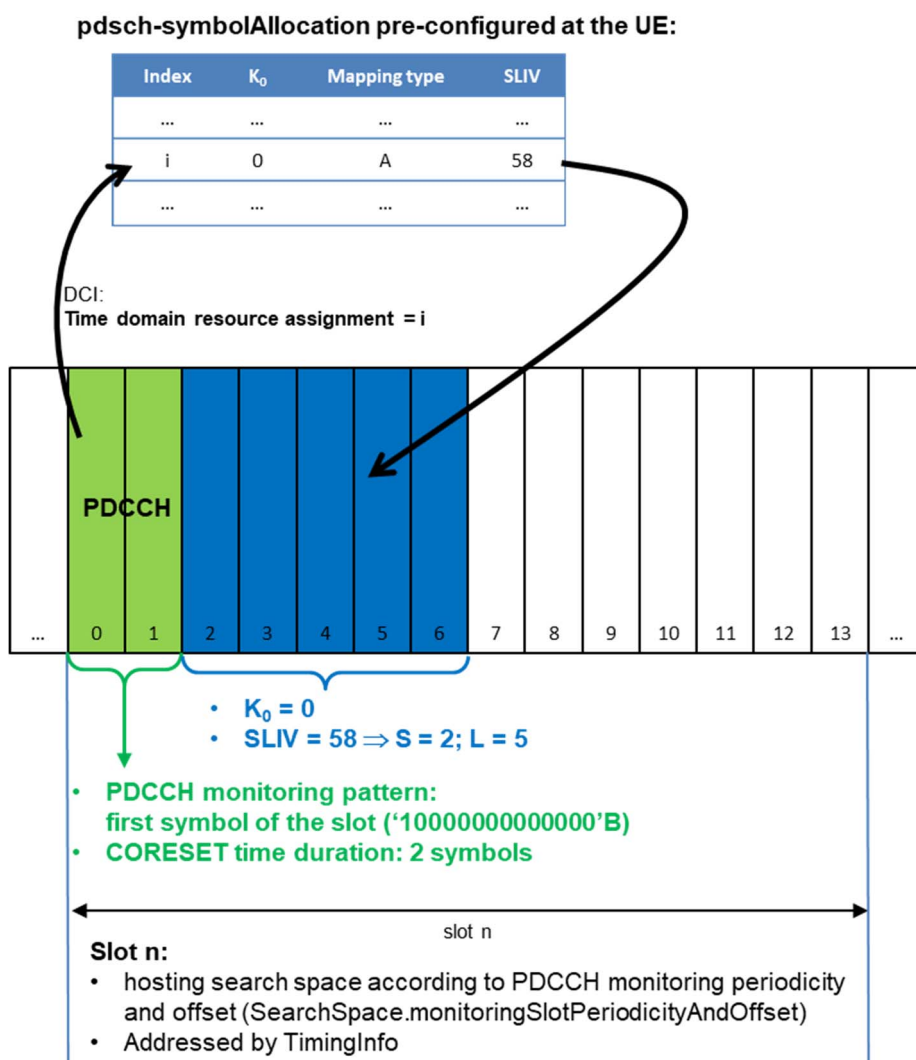 pdsch-symbolAllocation pre-configured at the UE:
Index K₀ Mapping type SLIV
... ... ... ...
i 0 A 58
... ... ... ...
DCI:
Time domain resource assignment = i
PDCCH
... 0 1 2 3 4 5 6 7 8 9 10 11 12 13 ...
• K₀ = 0
• SLIV = 58 ⇒ S = 2; L = 5
• PDCCH monitoring pattern:
first symbol of the slot (‘10000000000000’B)
• CORESET time duration: 2 symbols
slot n
Slot n:
• hosting search space according to PDCCH monitoring periodicity
and offset (SearchSpace.monitoringSlotPeriodicityAndOffset)
• Addressed by TimingInfo